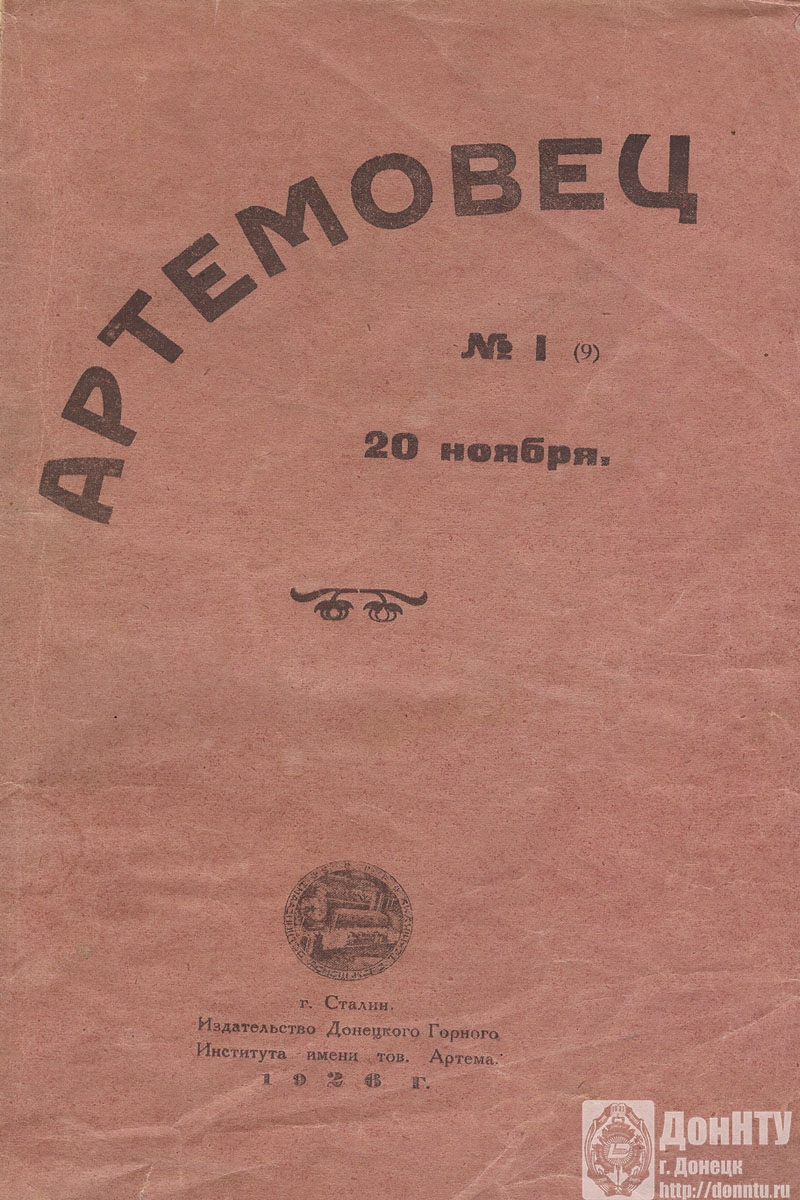 АРТЕМОВЕЦ
№ 1 (9)
20 ноября.
г. Сталин.
Издательство Донецкого Горного
Института имени тов. Артема.
1926 г.
ДонНТУ
г. Донецк
http://donntu.ru